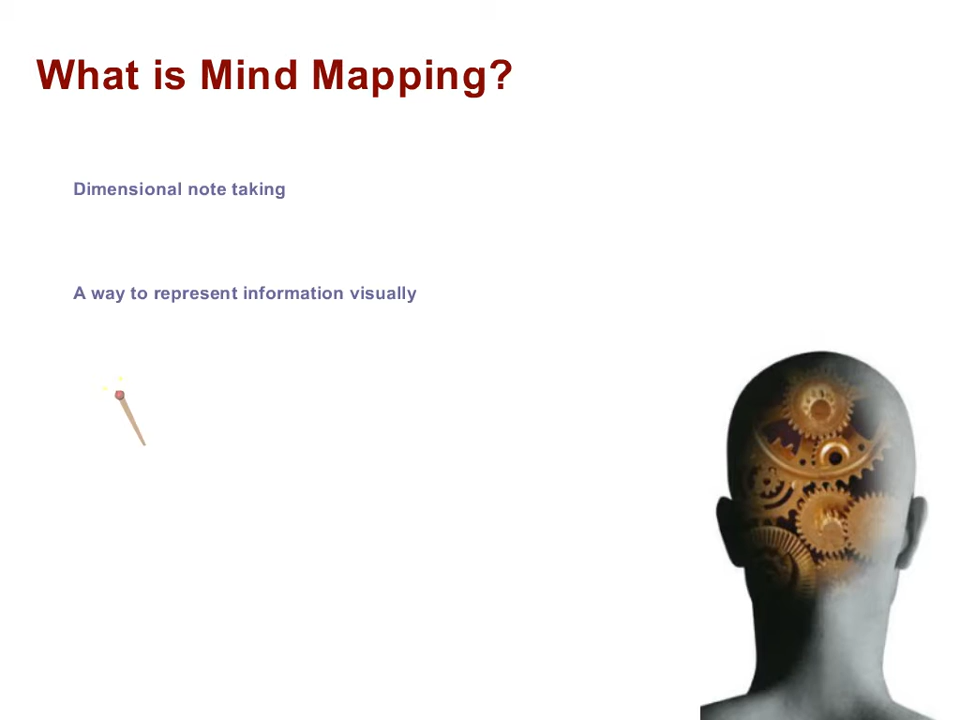 What is Mind Mapping?
Dimensional note taking
A way to represent information visually